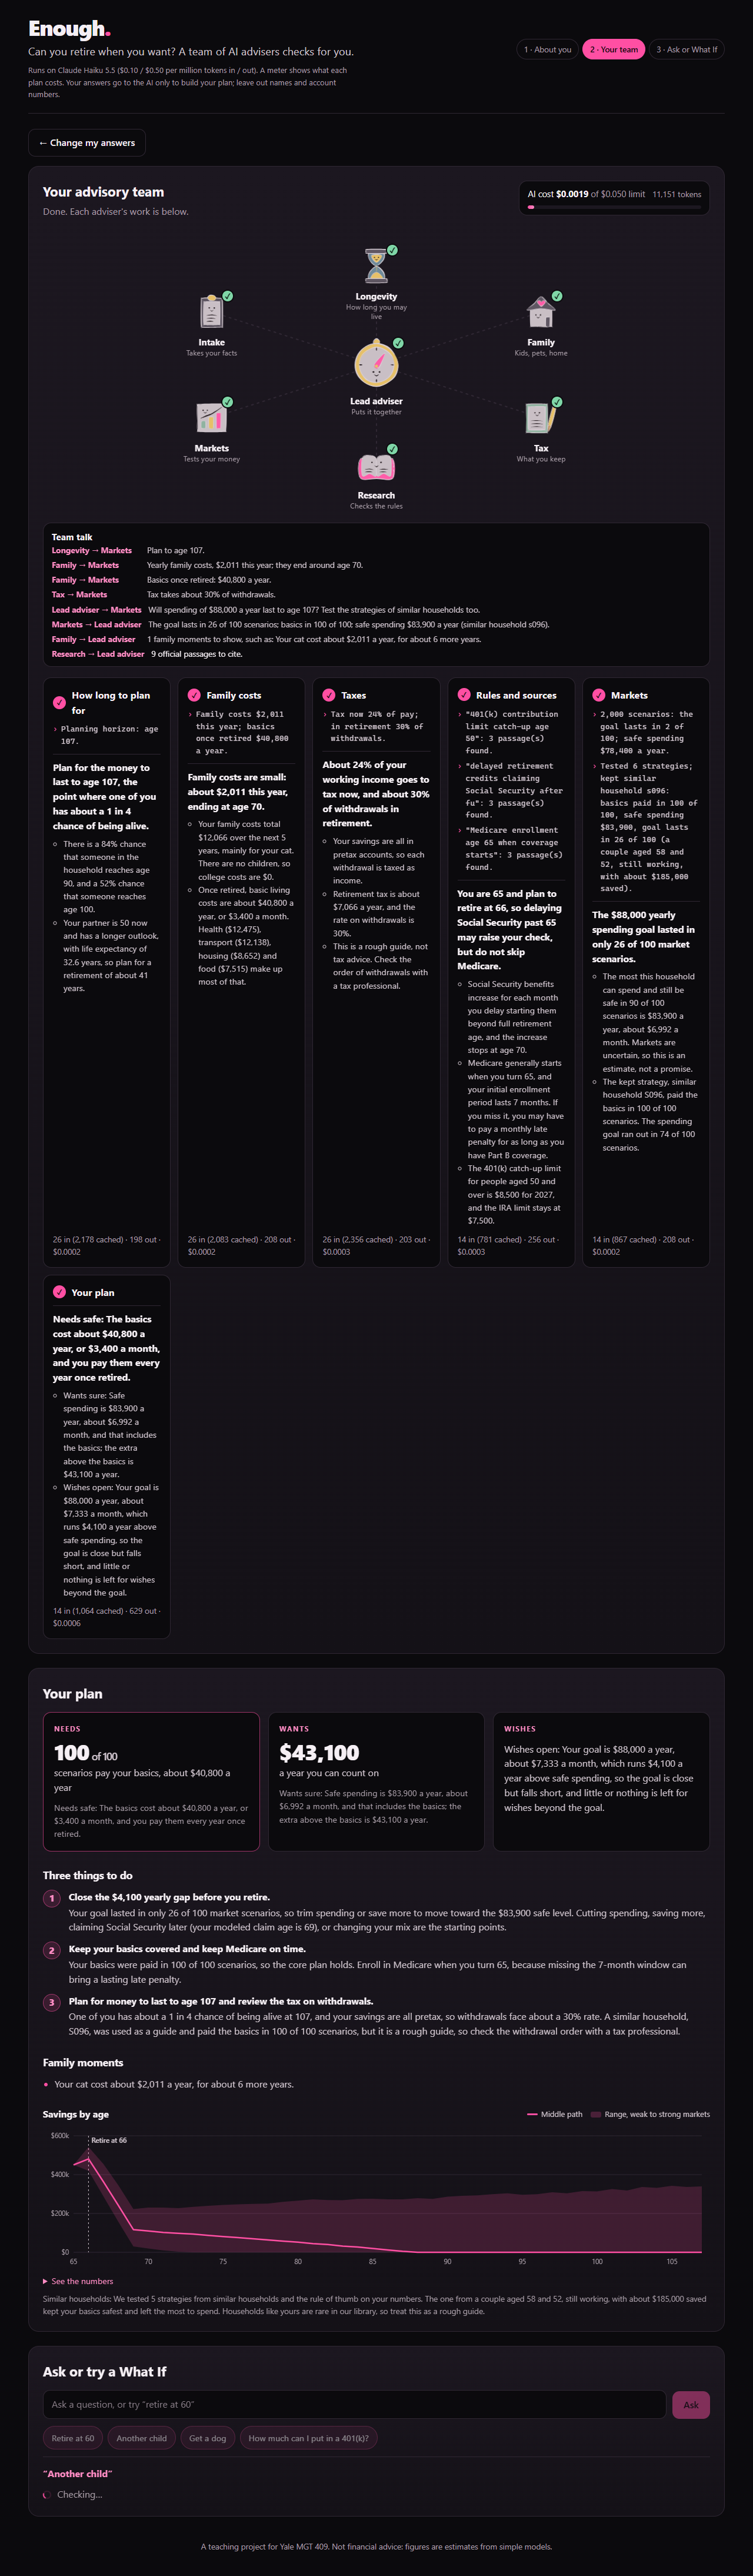 Enough.
Can you retire when you want? A team of AI advisers checks for you.
Runs on Claude Haiku 5.5 ($0.10 / $0.50 per million tokens in / out). A meter shows what each
plan costs. Your answers go to the AI only to build your plan; leave out names and account
numbers.
1 · About you
2 · Your team
3 · Ask or What If
← Change my answers
Your advisory team
Done. Each adviser's work is below.
AI cost $0.0019 of $0.050 limit 11,151 tokens
Longevity
How long you may
live
Intake
Takes your facts
Family
Kids, pets, home
Lead adviser
Puts it together
Markets
Tests your money
Tax
What you keep
Research
Checks the rules
Team talk
Longevity → Markets Plan to age 107.
Family → Markets Yearly family costs, $2,011 this year; they end around age 70.
Family → Markets Basics once retired: $40,800 a year.
Tax → Markets Tax takes about 30% of withdrawals.
Lead adviser → Markets Will spending of $88,000 a year last to age 107? Test the strategies of similar households too.
Markets → Lead adviser The goal lasts in 26 of 100 scenarios; basics in 100 of 100; safe spending $83,900 a year (similar household s096).
Family → Lead adviser 1 family moments to show, such as: Your cat cost about $2,011 a year, for about 6 more years.
Research → Lead adviser 9 official passages to cite.
How long to plan
for
› Planning horizon: age
107.
Plan for the money to
last to age 107, the
point where one of you
has about a 1 in 4
chance of being alive.
There is a 84% chance
that someone in the
household reaches age
90, and a 52% chance
that someone reaches
age 100.
Your partner is 50 now
and has a longer outlook,
with life expectancy of
32.6 years, so plan for a
retirement of about 41
years.
26 in (2,178 cached) · 198 out ·
$0.0002
Family costs
› Family costs $2,011
this year; basics
once retired $40,800
a year.
Family costs are small:
about $2,011 this year,
ending at age 70.
Your family costs total
$12,066 over the next 5
years, mainly for your cat.
There are no children, so
college costs are $0.
Once retired, basic living
costs are about $40,800 a
year, or $3,400 a month.
Health ($12,475),
transport ($12,138),
housing ($8,652) and
food ($7,515) make up
most of that.
26 in (2,083 cached) · 208 out ·
$0.0002
Taxes
› Tax now 24% of pay;
in retirement 30% of
withdrawals.
About 24% of your
working income goes to
tax now, and about 30%
of withdrawals in
retirement.
Your savings are all in
pretax accounts, so each
withdrawal is taxed as
income.
Retirement tax is about
$7,066 a year, and the
rate on withdrawals is
30%.
This is a rough guide, not
tax advice. Check the
order of withdrawals with
a tax professional.
26 in (2,356 cached) · 203 out ·
$0.0003
Rules and sources
› "401(k) contribution
limit catch-up age
50": 3 passage(s)
found.
› "delayed retirement
credits claiming
Social Security after
fu": 3 passage(s)
found.
› "Medicare enrollment
age 65 when coverage
starts": 3 passage(s)
found.
You are 65 and plan to
retire at 66, so delaying
Social Security past 65
may raise your check,
but do not skip
Medicare.
Social Security benefits
increase for each month
you delay starting them
beyond full retirement
age, and the increase
stops at age 70.
Medicare generally starts
when you turn 65, and
your initial enrollment
period lasts 7 months. If
you miss it, you may have
to pay a monthly late
penalty for as long as you
have Part B coverage.
The 401(k) catch-up limit
for people aged 50 and
over is $8,500 for 2027,
and the IRA limit stays at
$7,500.
14 in (781 cached) · 256 out ·
$0.0003
Markets
› 2,000 scenarios: the
goal lasts in 2 of
100; safe spending
$78,400 a year.
› Tested 6 strategies;
kept similar
household s096:
basics paid in 100 of
100, safe spending
$83,900, goal lasts
in 26 of 100 (a
couple aged 58 and
52, still working,
with about $185,000
saved).
The $88,000 yearly
spending goal lasted in
only 26 of 100 market
scenarios.
The most this household
can spend and still be
safe in 90 of 100
scenarios is $83,900 a
year, about $6,992 a
month. Markets are
uncertain, so this is an
estimate, not a promise.
The kept strategy, similar
household S096, paid the
basics in 100 of 100
scenarios. The spending
goal ran out in 74 of 100
scenarios.
14 in (867 cached) · 208 out ·
$0.0002
Your plan
Needs safe: The basics
cost about $40,800 a
year, or $3,400 a month,
and you pay them every
year once retired.
Wants sure: Safe
spending is $83,900 a
year, about $6,992 a
month, and that includes
the basics; the extra
above the basics is
$43,100 a year.
Wishes open: Your goal is
$88,000 a year, about
$7,333 a month, which
runs $4,100 a year above
safe spending, so the
goal is close but falls
short, and little or
nothing is left for wishes
beyond the goal.
14 in (1,064 cached) · 629 out ·
$0.0006
Your plan
NEEDS
100 of 100
scenarios pay your basics, about $40,800 a
year
Needs safe: The basics cost about $40,800 a year, or
$3,400 a month, and you pay them every year once
retired.
WANTS
$43,100
a year you can count on
Wants sure: Safe spending is $83,900 a year, about
$6,992 a month, and that includes the basics; the
extra above the basics is $43,100 a year.
WISHES
Wishes open: Your goal is $88,000 a year,
about $7,333 a month, which runs $4,100 a
year above safe spending, so the goal is close
but falls short, and little or nothing is left for
wishes beyond the goal.
Three things to do
1 Close the $4,100 yearly gap before you retire.
Your goal lasted in only 26 of 100 market scenarios, so trim spending or save more to move toward the $83,900 safe level. Cutting spending, saving more,
claiming Social Security later (your modeled claim age is 69), or changing your mix are the starting points.
2 Keep your basics covered and keep Medicare on time.
Your basics were paid in 100 of 100 scenarios, so the core plan holds. Enroll in Medicare when you turn 65, because missing the 7-month window can
bring a lasting late penalty.
3 Plan for money to last to age 107 and review the tax on withdrawals.
One of you has about a 1 in 4 chance of being alive at 107, and your savings are all pretax, so withdrawals face about a 30% rate. A similar household,
S096, was used as a guide and paid the basics in 100 of 100 scenarios, but it is a rough guide, so check the withdrawal order with a tax professional.
Family moments
Your cat cost about $2,011 a year, for about 6 more years.
Savings by age
Middle path
Range, weak to strong markets
$600k
Retire at 66
$400k
$200k
$0
65 70 75 80 85 90 95 100 105
▶ See the numbers
Similar households: We tested 5 strategies from similar households and the rule of thumb on your numbers. The one from a couple aged 58 and 52, still working, with about $185,000 saved
kept your basics safest and left the most to spend. Households like yours are rare in our library, so treat this as a rough guide.
Ask or try a What If
Ask a question, or try "retire at 60"
Ask
Retire at 60
Another child
Get a dog
How much can I put in a 401(k)?
"Another child"
Checking...
A teaching project for Yale MGT 409. Not financial advice: figures are estimates from simple models.